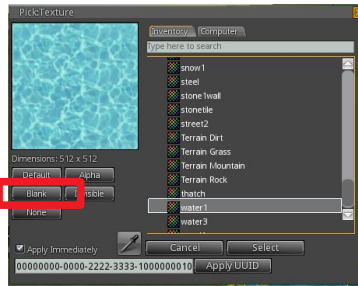 Pick:Texture
Inventory Computer
Type here to search
snow1
steel
stone1wall
stonetile
street2
Terrain Dirt
Terrain Grass
Terrain Mountain
Terrain Rock
thatch
water1
water3
Dimensions: 512 x 512
Default Alpha
Blank
None
Apply Immediately
Cancel Select
00000000-0000-2222-3333-1000000010 Apply UUID